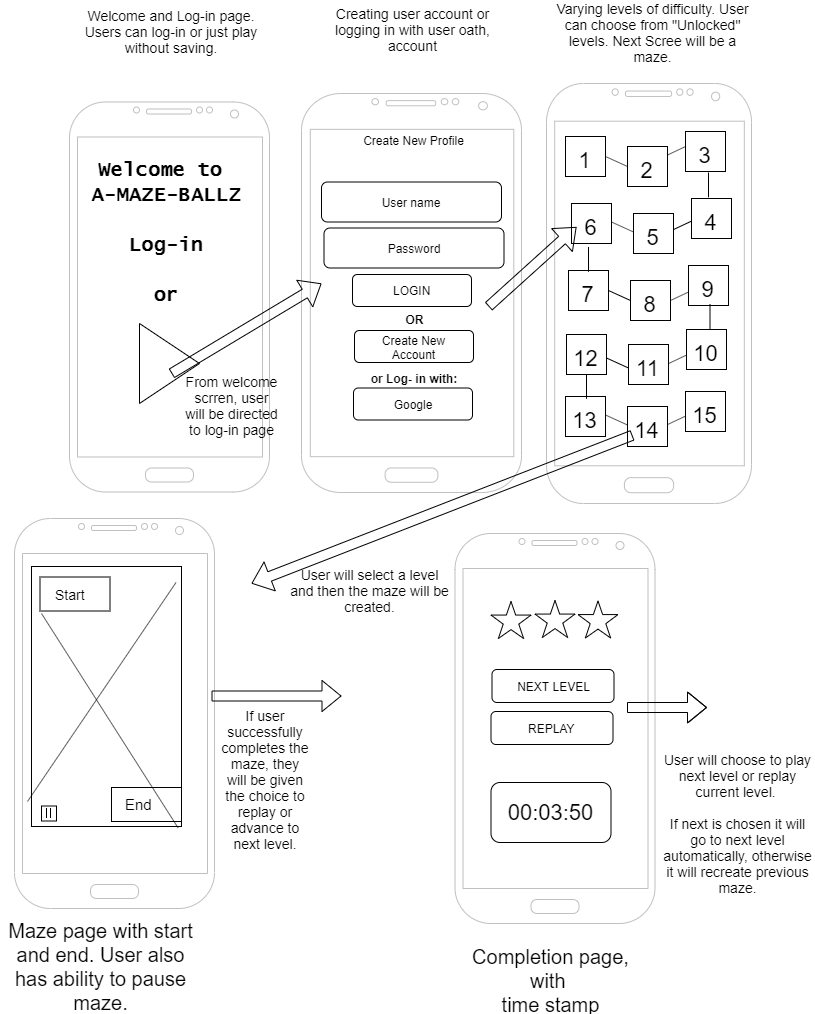 Welcome and Log-in page.
Users can log-in or just play
without saving.
Creating user account or
logging in with user oath,
account
Varying levels of difficulty. User
can choose from "Unlocked"
levels. Next Scree will be a
maze.
Welcome to
A-MAZE-BALLZ
Log-in
or
From welcome
scrren, user
will be directed
to log-in page
Create New Profile
User name
Password
LOGIN
OR
Create New
Account
or Log- in with:
Google
1
2
3
6
5
4
7
8
9
12
11
10
13
14
15
User will select a level
and then the maze will be
created.
Start
End
If user
successfully
completes the
maze, they
will be given
the choice to
replay or
advance to
next level.
Maze page with start
and end. User also
has ability to pause
maze.
NEXT LEVEL
REPLAY
00:03:50
Completion page,
with
time stamp
User will choose to play
next level or replay
current level.
If next is chosen it will
go to next level
automatically, otherwise
it will recreate previous
maze.